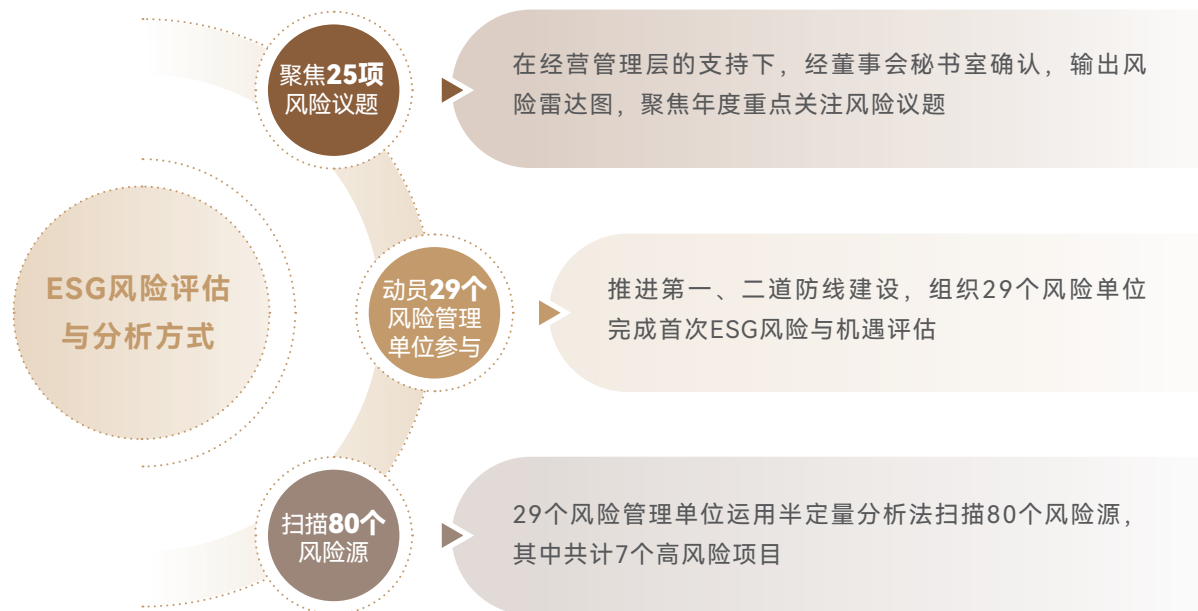 ESG风险评估
与分析方式
聚焦25项
风险议题
在经营管理层的支持下，经董事会秘书室确认，输出风
险雷达图，聚焦年度重点关注风险议题
动员29个
风险管理
单位参与
推进第一、二道防线建设，组织29个风险单位
完成首次ESG风险与机遇评估
扫描80个
风险源
29个风险管理单位运用半定量分析法扫描80个风险源，
其中共计7个高风险项目